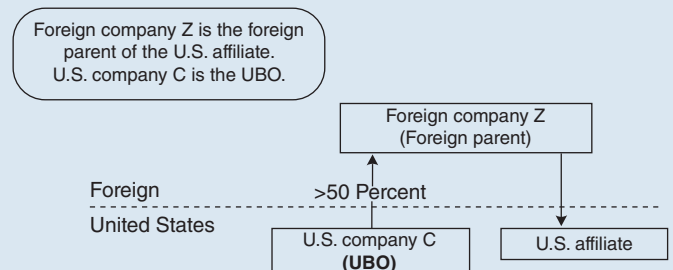 Foreign company Z is the foreign
parent of the U.S. affiliate.
U.S. company C is the UBO.
Foreign company Z
(Foreign parent)
Foreign
>50 Percent
United States
U.S. company C
(UBO)
U.S. affiliate